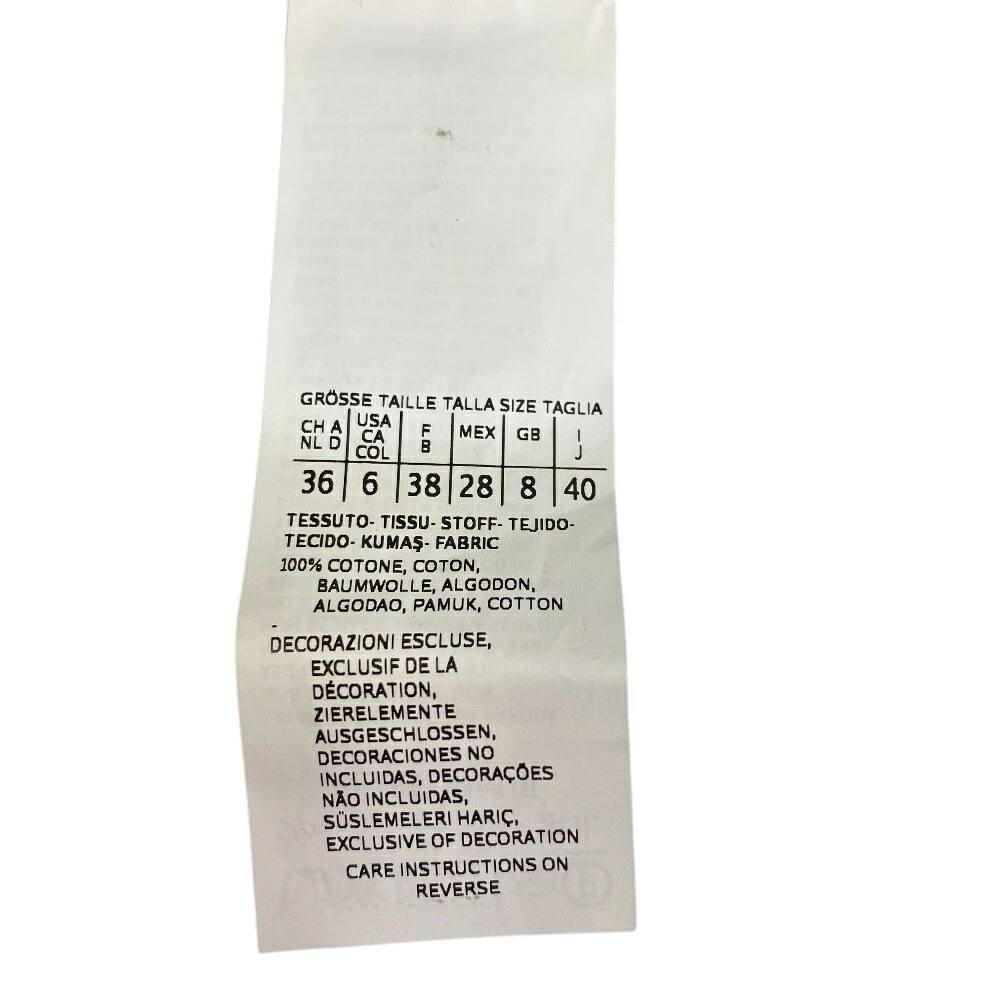 GRÖSSE TAILLE TALLA SIZE TAGLIA
CH A NL D | USA CA COL | F B | MEX | GB | I J
36 | 6 | 38 | 28 | 8 | 40
TESSUTO- TISSU- STOFF- TEJIDO-
TECIDO- KUMAŞ- FABRIC
100% COTONE, COTON,
BAUMWOLLE, ALGODON,
ALGODAO, PAMUK, COTTON
-
DECORAZIONI ESCLUSE,
EXCLUSIF DE LA
DÉCORATION,
ZIERELEMENTE
AUSGESCHLOSSEN,
DECORACIONES NO
INCLUIDAS, DECORAÇÕES
NÃO INCLUIDAS,
SÜSLEMELERI HARIÇ,
EXCLUSIVE OF DECORATION
CARE INSTRUCTIONS ON
REVERSE